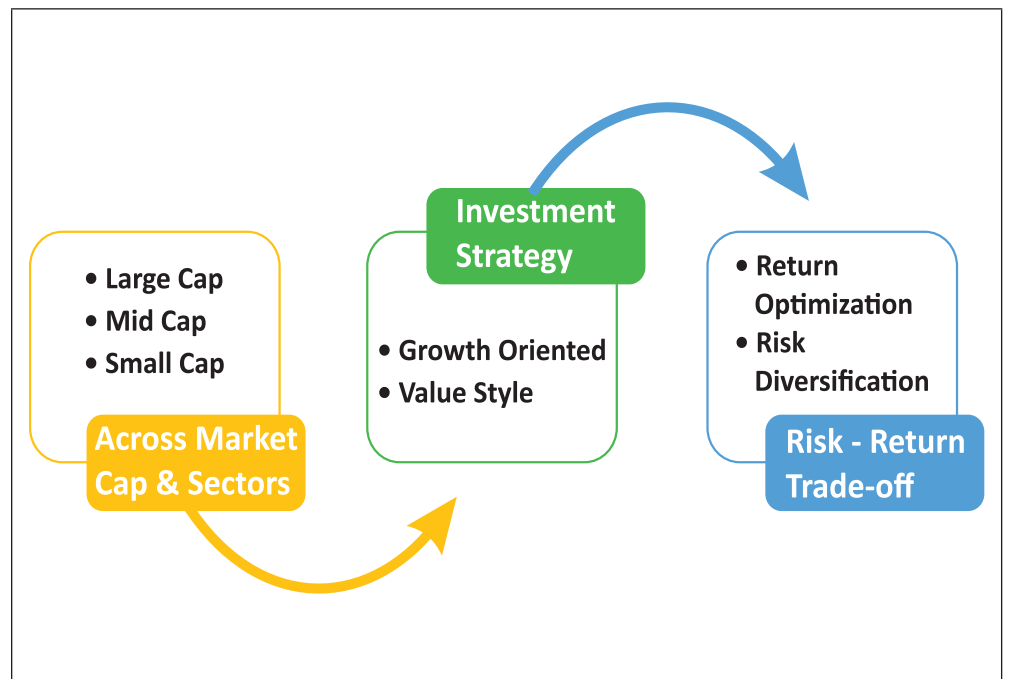 • Large Cap
• Mid Cap
• Small Cap
Across Market
Cap & Sectors
Investment
Strategy
• Growth Oriented
• Value Style
• Return
Optimization
• Risk
Diversification
Risk - Return
Trade-off